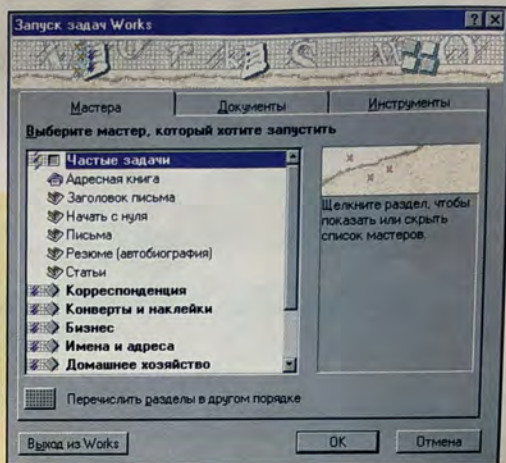 Запуск задач Works
Мастера
Документы
Инструменты
Выберите мастер, который хотите запустить
Частые задачи
Адресная книга
Заголовок письма
Начать с нуля
Письма
Резюме (автобиография)
Статьи
Корреспонденция
Конверты и наклейки
Бизнес
Имена и адреса
Домашнее хозяйство
Щелкните раздел, чтобы
показать или скрыть
список мастеров.
Перечислить разделы в другом порядке
Выход из Works
OK
Отмена